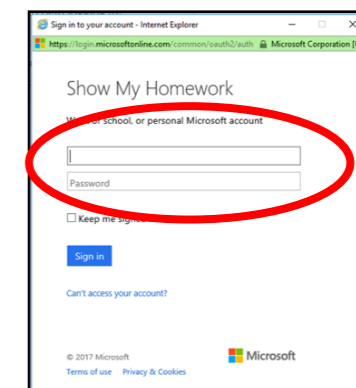 Sign in to your account - Internet Explorer
https://login.microsoftonline.com/common/oauth2/auth Microsoft Corporation
Show My Homework
school, or personal Microsoft account
Password
Keep me
Sign in
Can't access your account?
© 2017 Microsoft
Microsoft
Terms of use Privacy & Cookies